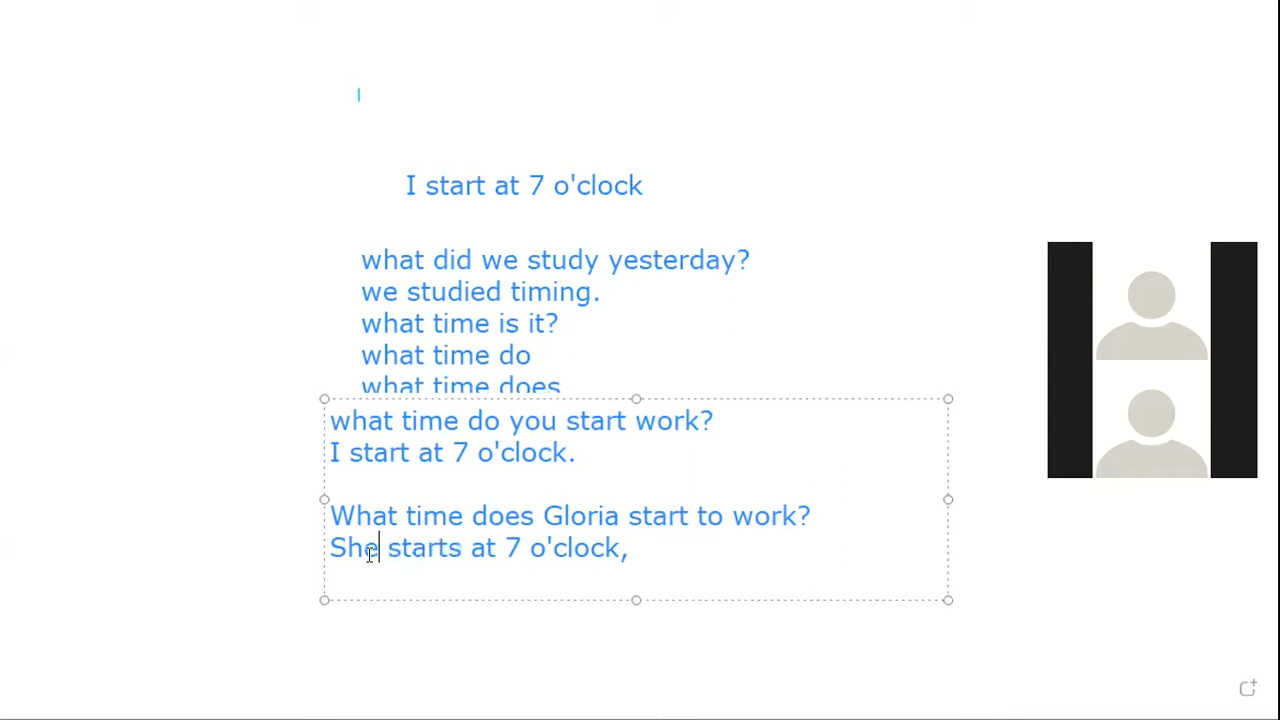 I start at 7 o'clock
what did we study yesterday?
we studied timing.
what time is it?
what time do
what time does
what time do you start work?
I start at 7 o'clock.
What time does Gloria start to work?
She starts at 7 o'clock,